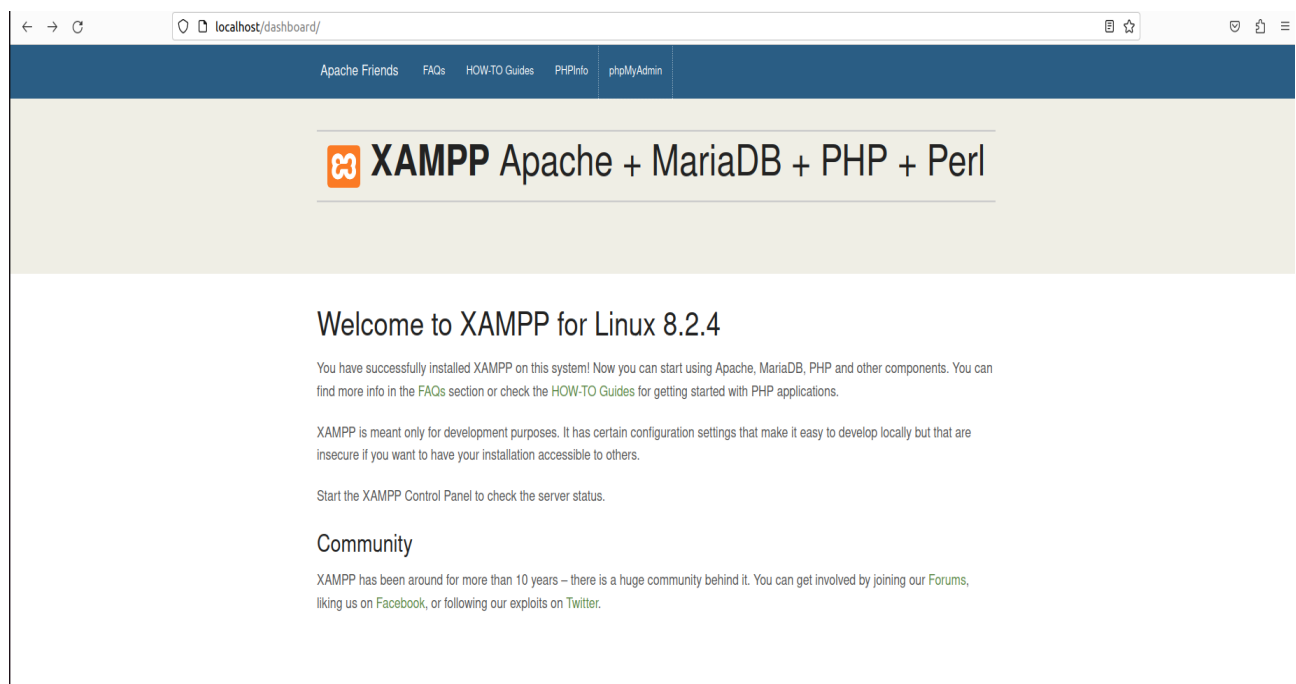 localhost/dashboard/
Apache Friends FAQs HOW-TO Guides PHPInfo phpMyAdmin
XAMPP Apache + MariaDB + PHP + Perl
Welcome to XAMPP for Linux 8.2.4
You have successfully installed XAMPP on this system! Now you can start using Apache, MariaDB, PHP and other components. You can
find more info in the FAQs section or check the HOW-TO Guides for getting started with PHP applications.
XAMPP is meant only for development purposes. It has certain configuration settings that make it easy to develop locally but that are
insecure if you want to have your installation accessible to others.
Start the XAMPP Control Panel to check the server status.
Community
XAMPP has been around for more than 10 years – there is a huge community behind it. You can get involved by joining our Forums,
liking us on Facebook, or following our exploits on Twitter.